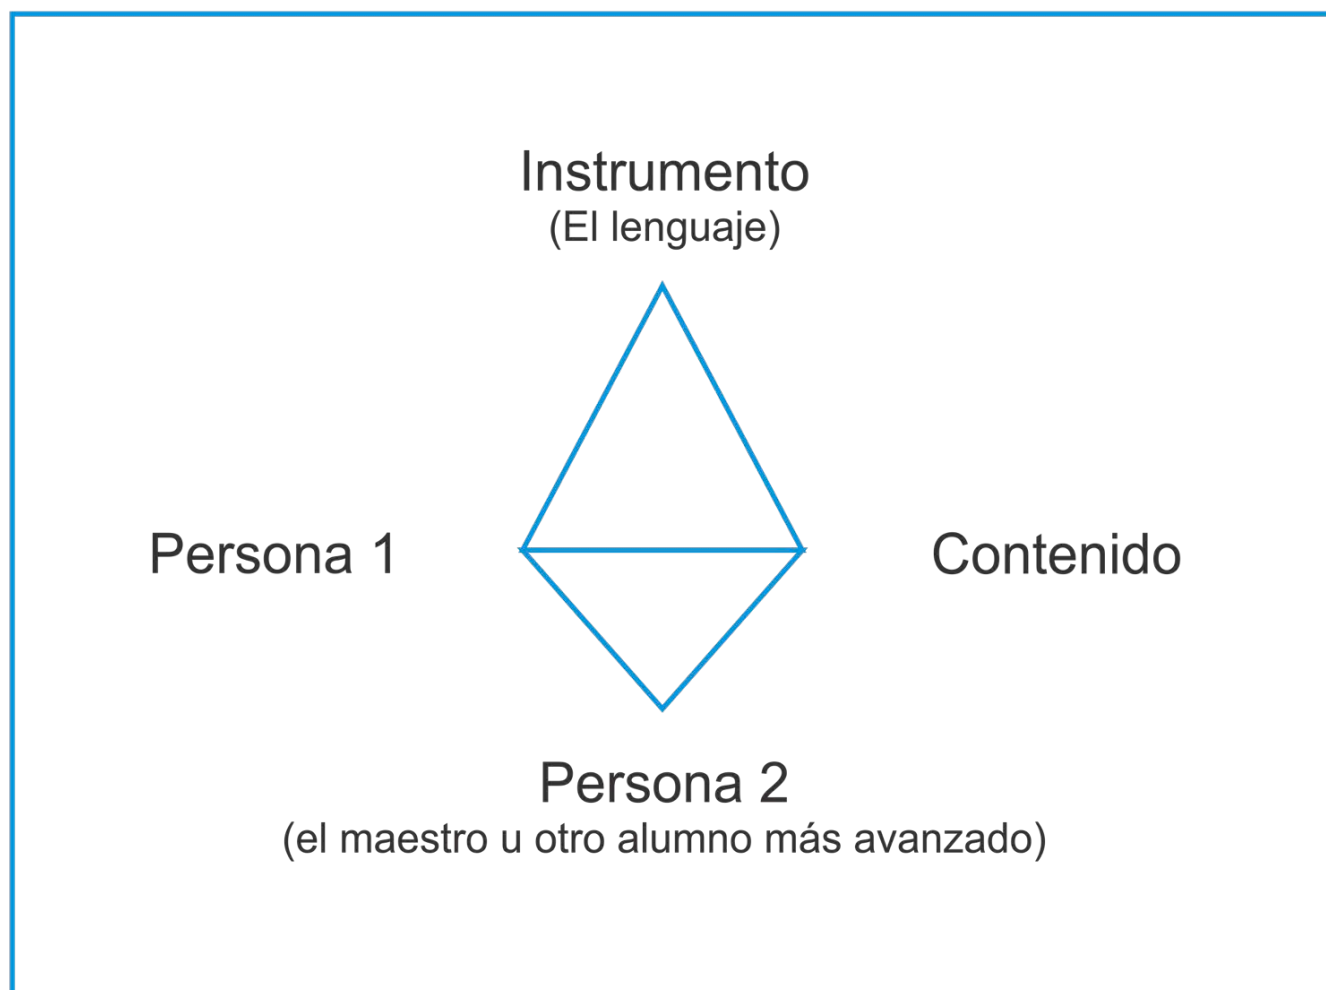 Instrumento
(El lenguaje)
Persona 1
Contenido
Persona 2
(el maestro u otro alumno más avanzado)